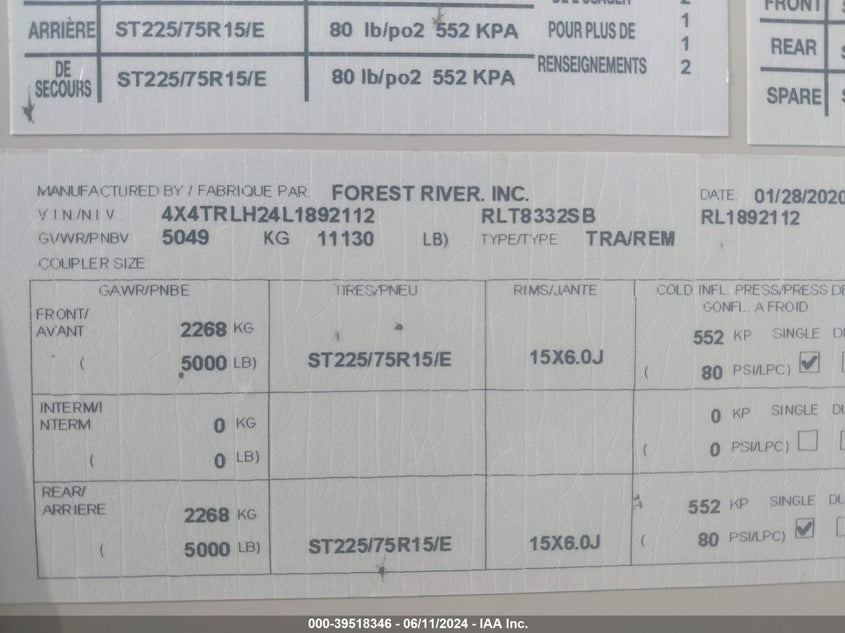 DE L'USAGER 2
FRONT
ARRIÈRE ST225/75R15/E 80 lb/po2 552 KPA POUR PLUS DE 1
REAR
1
DE SECOURS ST225/75R15/E 80 lb/po2 552 KPA RENSEIGNEMENTS 2
SPARE
MANUFACTURED BY / FABRIQUE PAR FOREST RIVER. INC. DATE 01/28/2020
V I N /N I V 4X4TRLH24L1892112 RLT8332SB RL1892112
GVWR/PNBV 5049 KG 11130 LB) TYPE/TYPE TRA/REM
COUPLER SIZE
GAWR/PNBE TIRES/PNEU RIMS/JANTE COLD INFL. PRESS/PRESS DE
GONFL. A FROID
FRONT/
AVANT 2268 KG 552 KP SINGLE
( 5000 LB) ST225/75R15/E 15X6.0J ( 80 PSI/LPC)
INTERM/I
NTERM 0 KG 0 KP SINGLE
( 0 LB) ( 0 PSI/LPC)
REAR/
ARRIERE 2268 KG 552 KP SINGLE
( 5000 LB) ST225/75R15/E 15X6.0J ( 80 PSI/LPC)
000-39518346 - 06/11/2024 - IAA Inc.